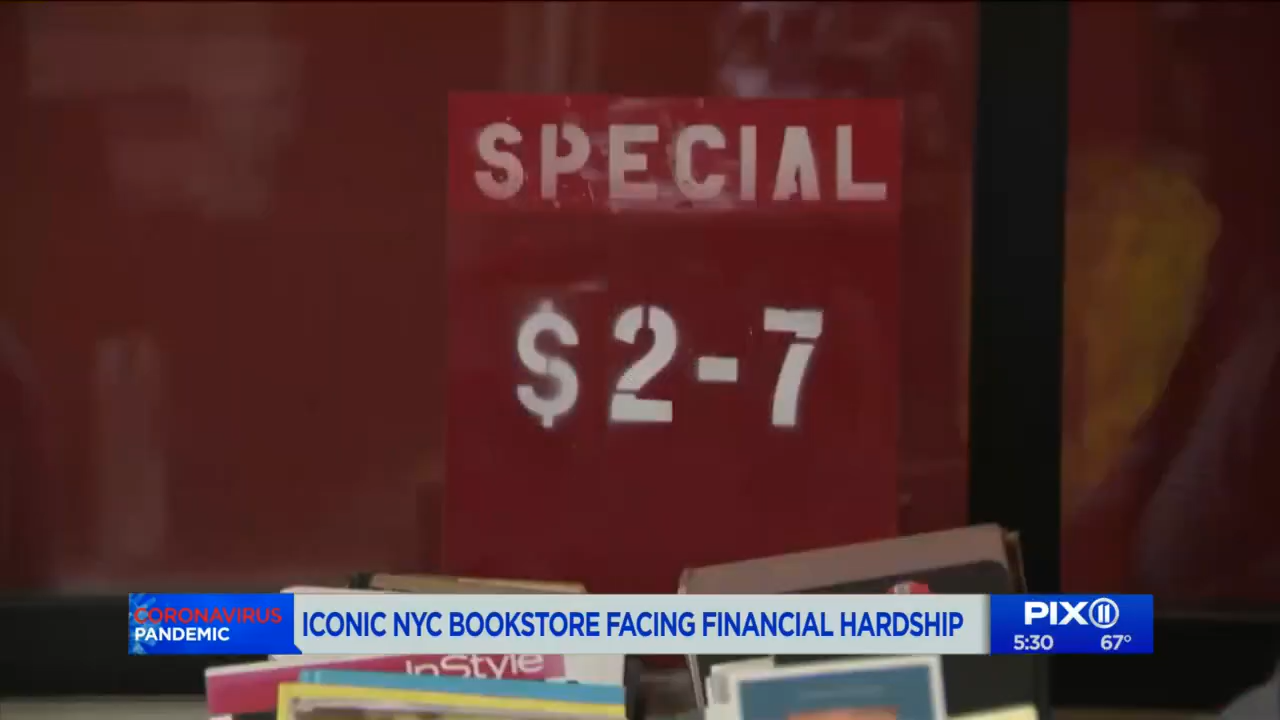 SPECIAL
$2-7
CORONAVIRUS
PANDEMIC
ICONIC NYC BOOKSTORE FACING FINANCIAL HARDSHIP
PIX11
5:30 67°
InStyle